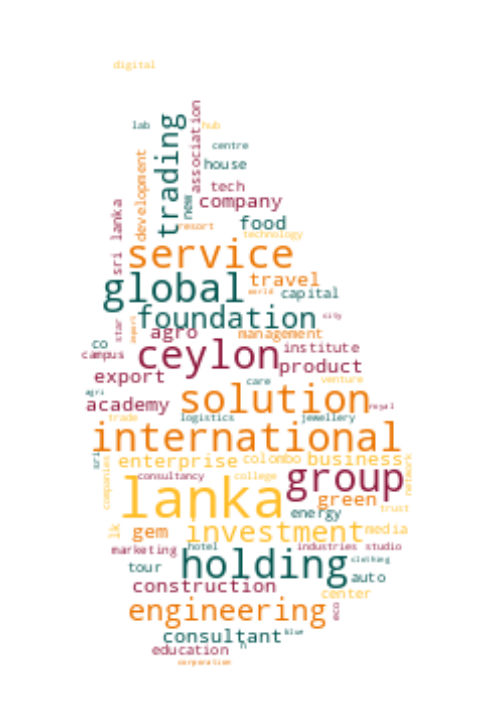 digital
lab
hub
trading
association
centre
development
house
tech
new
company
sri lanka
resort
food
technology
service
travel
global
world
capital
foundation
city
star
import
agro
management
co
campus
ceylon
institute
product
export
care
venture
agri
solution
academy
royal
trade
logistics
jewellery
international
sri
enterprise
colombo
business
network
companies
consultancy
college
group
lanka
green
energy
trust
lk
gem
investment
media
marketing
hotel
industries
studio
holding
clothing
tour
auto
construction
center
engineering
eco
consultant
blue
h
education
corporation